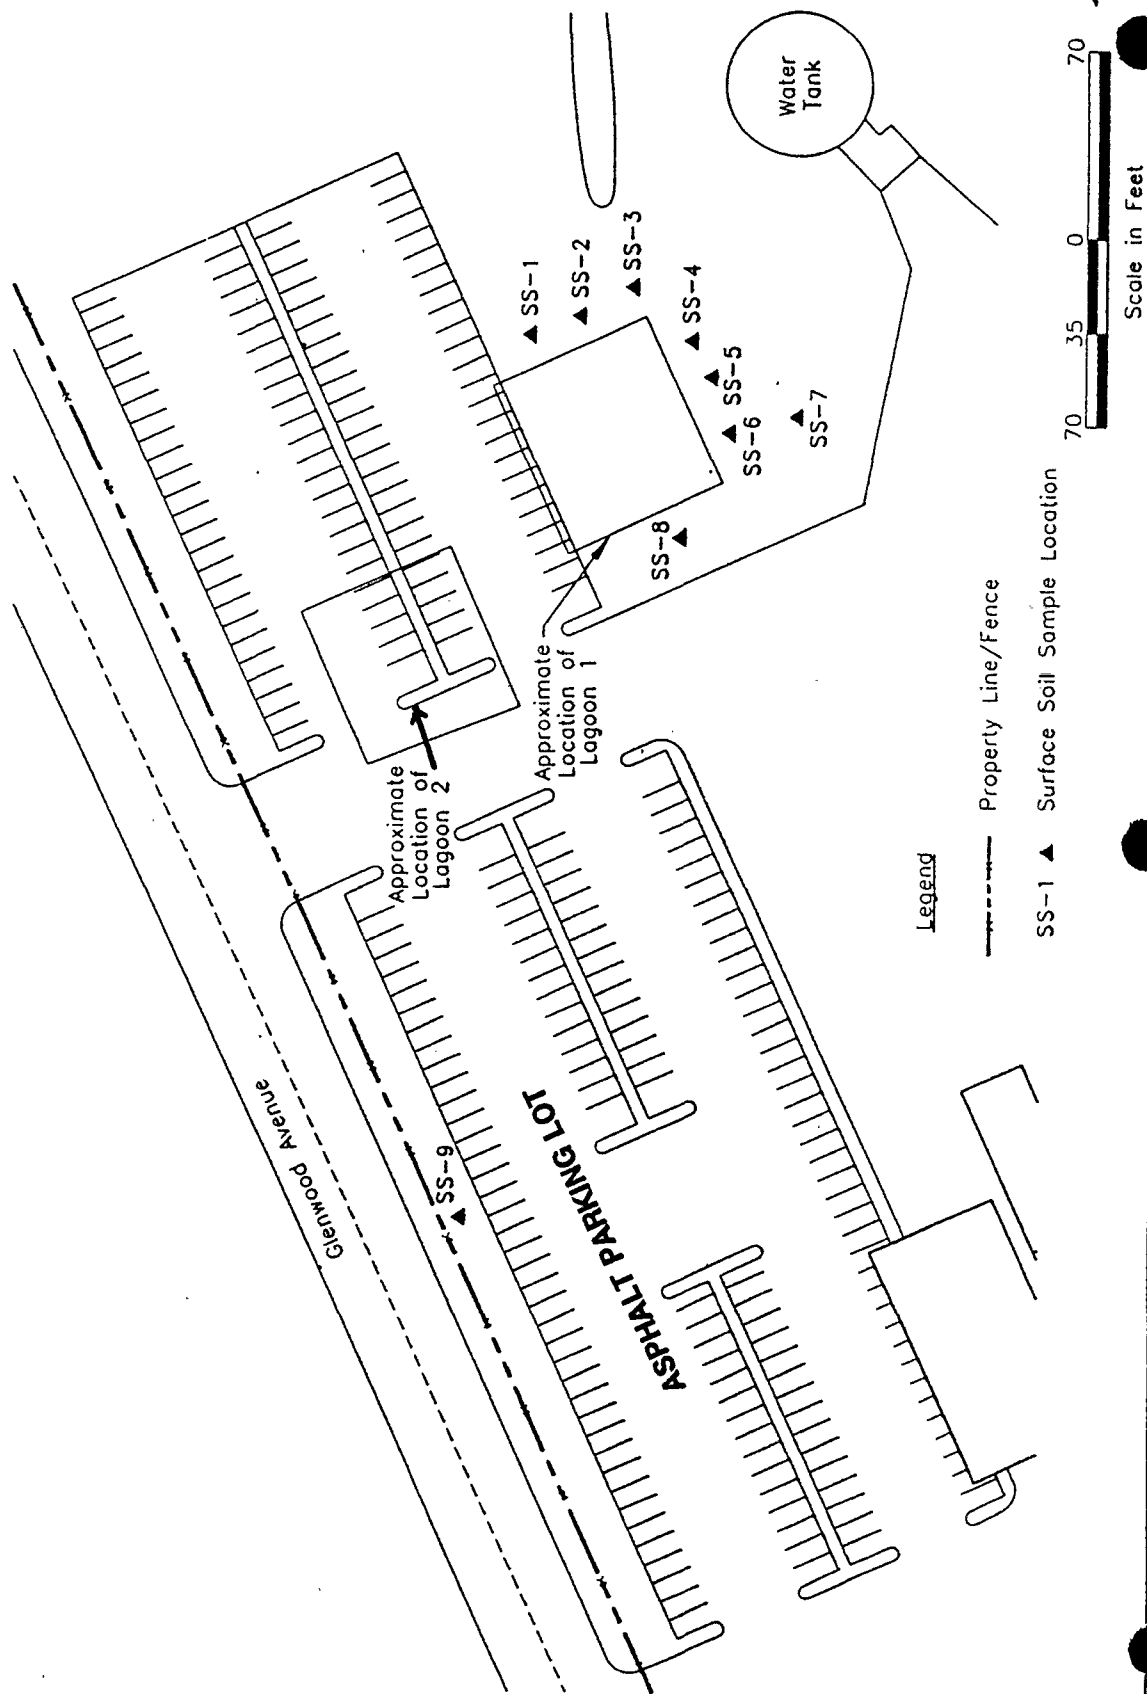 Glenwood Avenue
Water
Tank
SS-1
SS-2
SS-3
SS-4
SS-5
SS-6
SS-7
SS-8
Approximate
Location of
Lagoon 1
Approximate
Location of
Lagoon 2
SS-9
ASPHALT PARKING LOT
Legend
Property Line/Fence
SS-1 Surface Soil Sample Location
70 35 0 70
Scale in Feet